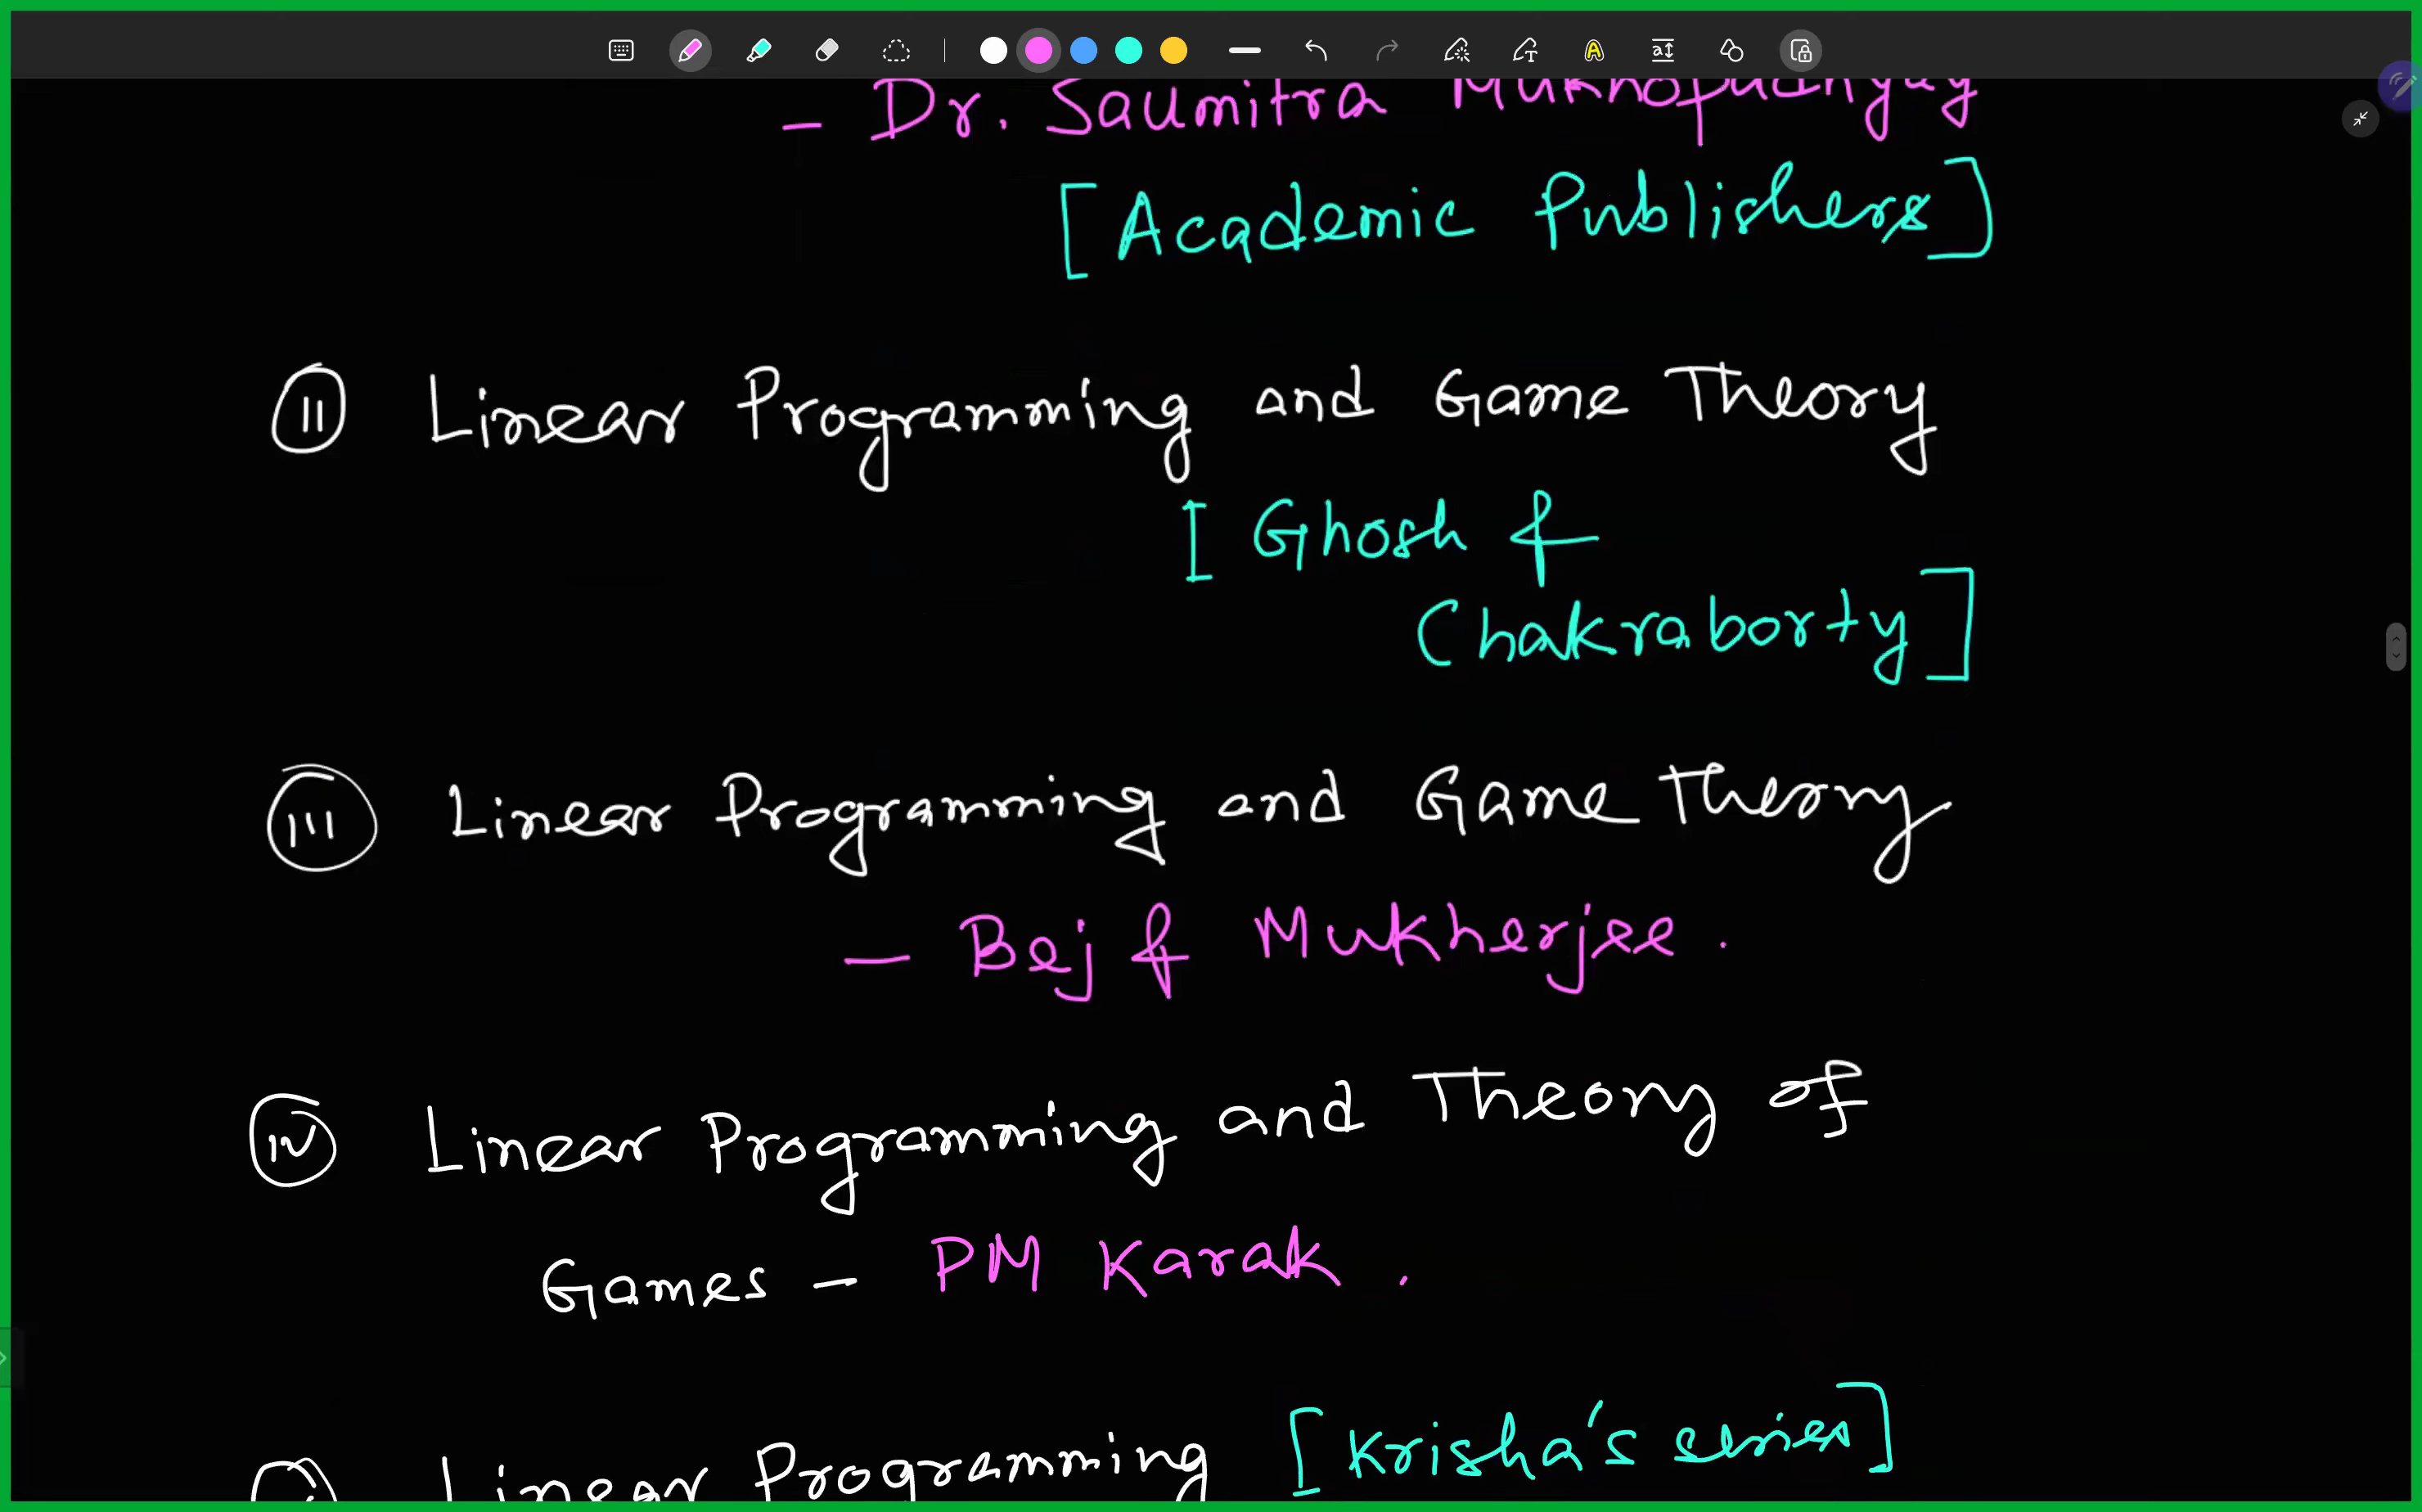 – Dr. Saumitra Mukhopadhyay
[Academic Publishers]
II Linear Programming and Game Theory
[Ghosh &
Chakraborty]
III Linear Programming and Game Theory
– Bej & Mukherjee.
IV Linear Programming and Theory of
Games – PM Karak.
Linear Programming [Krisha's series]